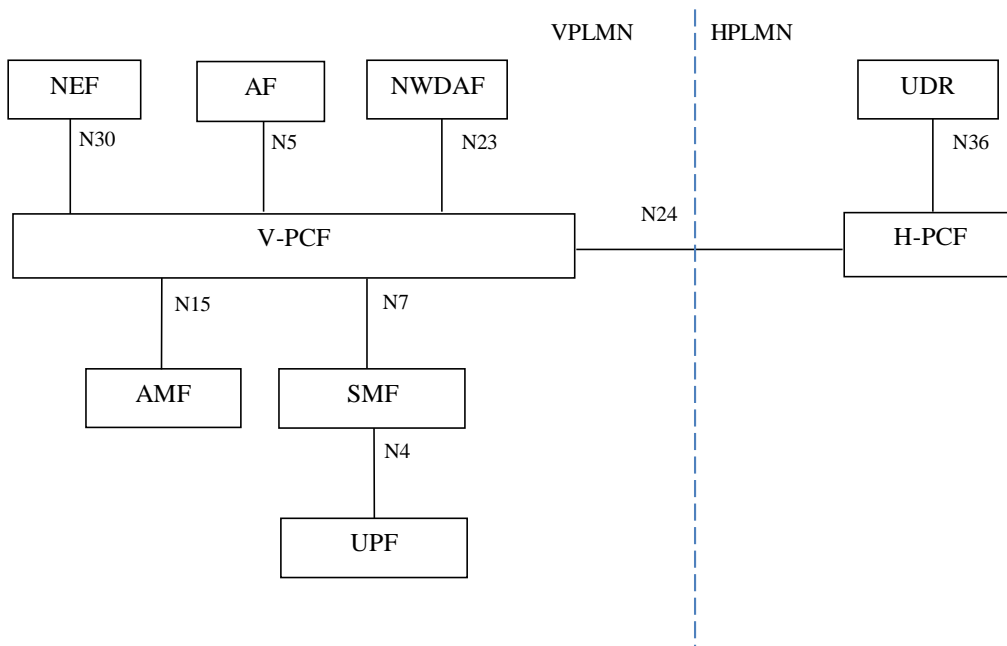 VPLMN
HPLMN
NEF
AF
NWDAF
UDR
N30
N5
N23
N36
N24
V-PCF
H-PCF
N15
N7
AMF
SMF
N4
UPF